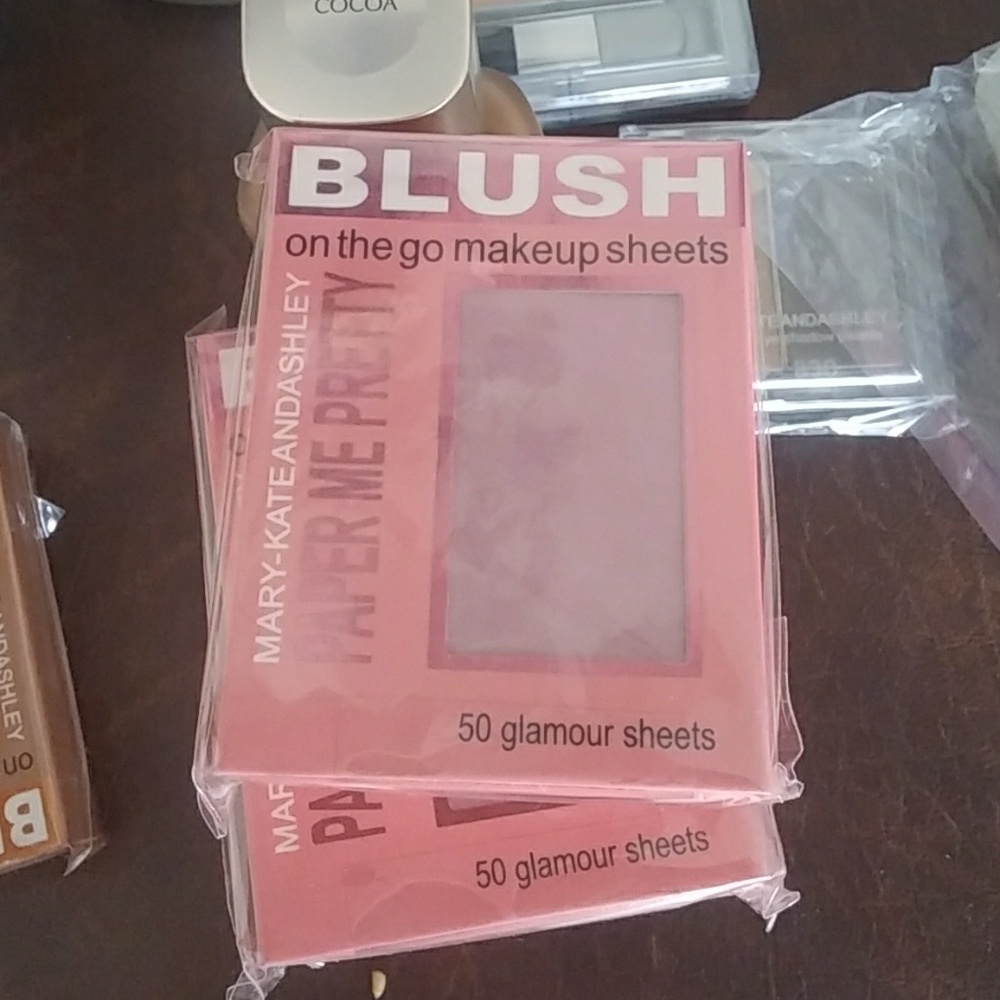 COCOA
BLUSH
on the go makeup sheets
MARY-KATEANDASHLEY
PAPER ME PRETTY
50 glamour sheets
MAR
PA
50 glamour sheets
TEANDASHLEY
NDASHLEY
on
B